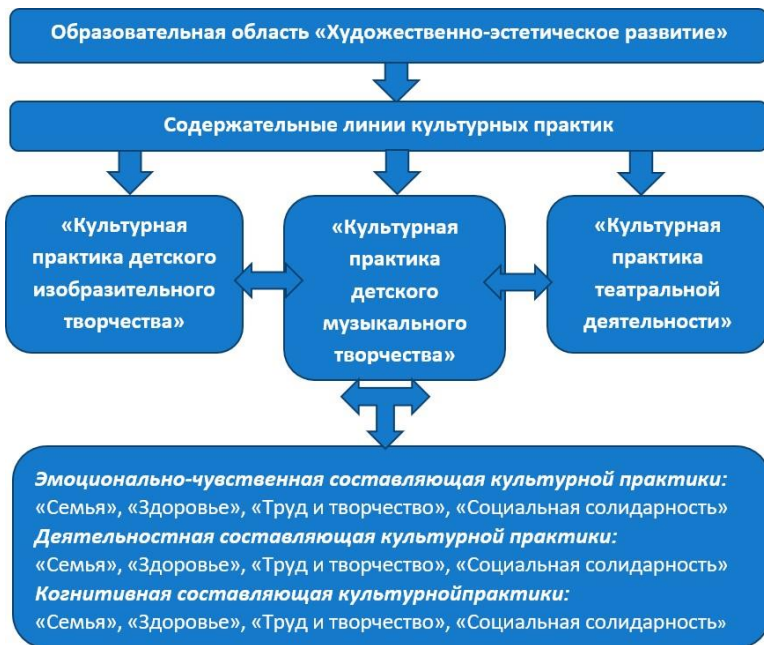 Образовательная область «Художественно-эстетическое развитие»
Содержательные линии культурных практик
«Культурная
практика детского
изобразительного
творчества»
«Культурная
практика
детского
музыкального
творчества»
«Культурная
практика
театральной
деятельности»
Эмоционально-чувственная составляющая культурной практики:
«Семья», «Здоровье», «Труд и творчество», «Социальная солидарность»
Деятельностная составляющая культурной практики:
«Семья», «Здоровье», «Труд и творчество», «Социальная солидарность»
Когнитивная составляющая культурнойпрактики:
«Семья», «Здоровье», «Труд и творчество», «Социальная солидарность»